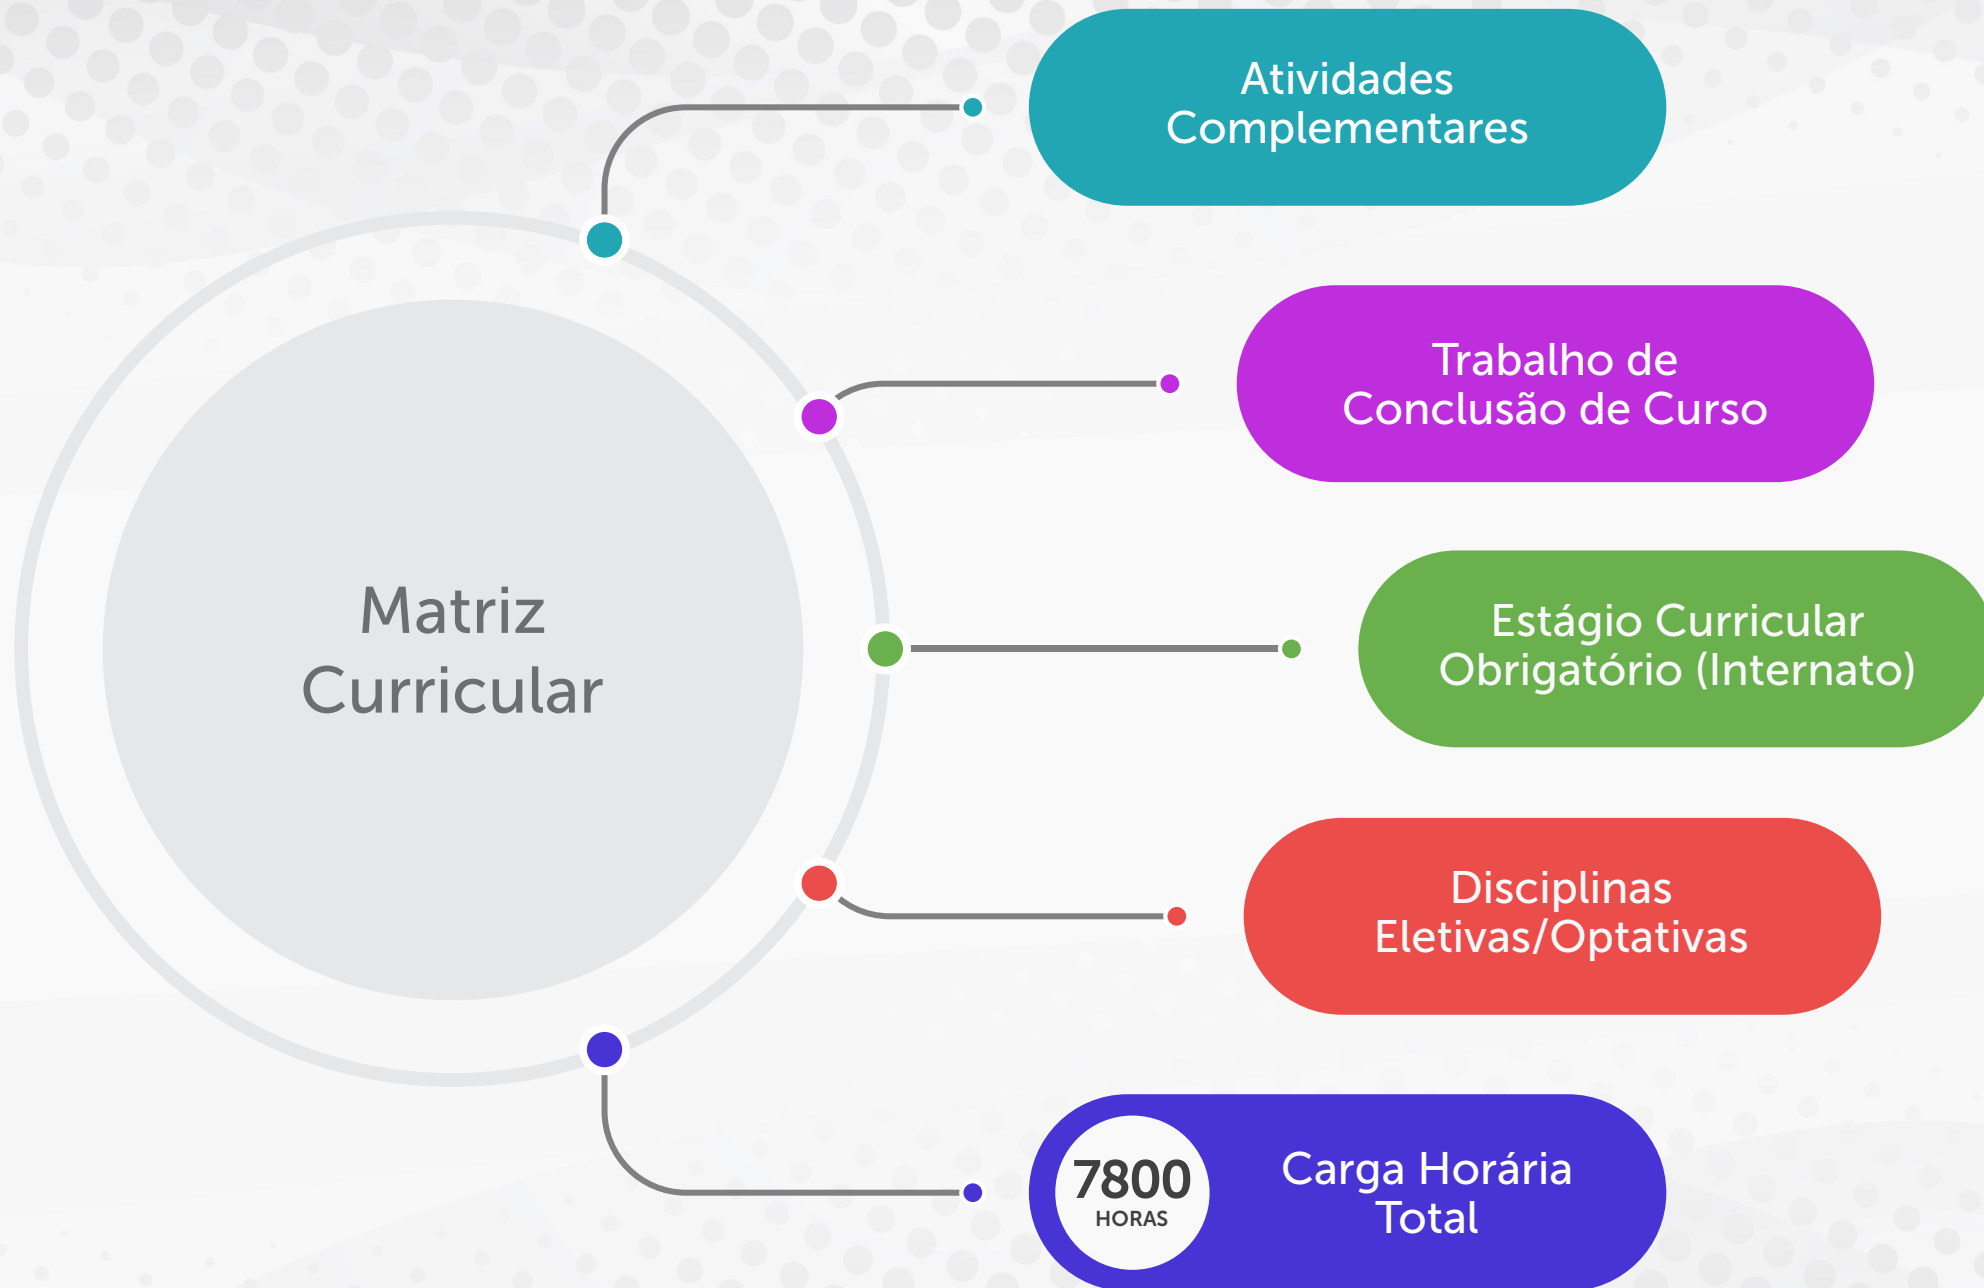 Atividades
Complementares
Trabalho de
Conclusão de Curso
Matriz
Curricular
Estágio Curricular
Obrigatório (Internato)
Disciplinas
Eletivas/Optativas
7800
HORAS
Carga Horária
Total